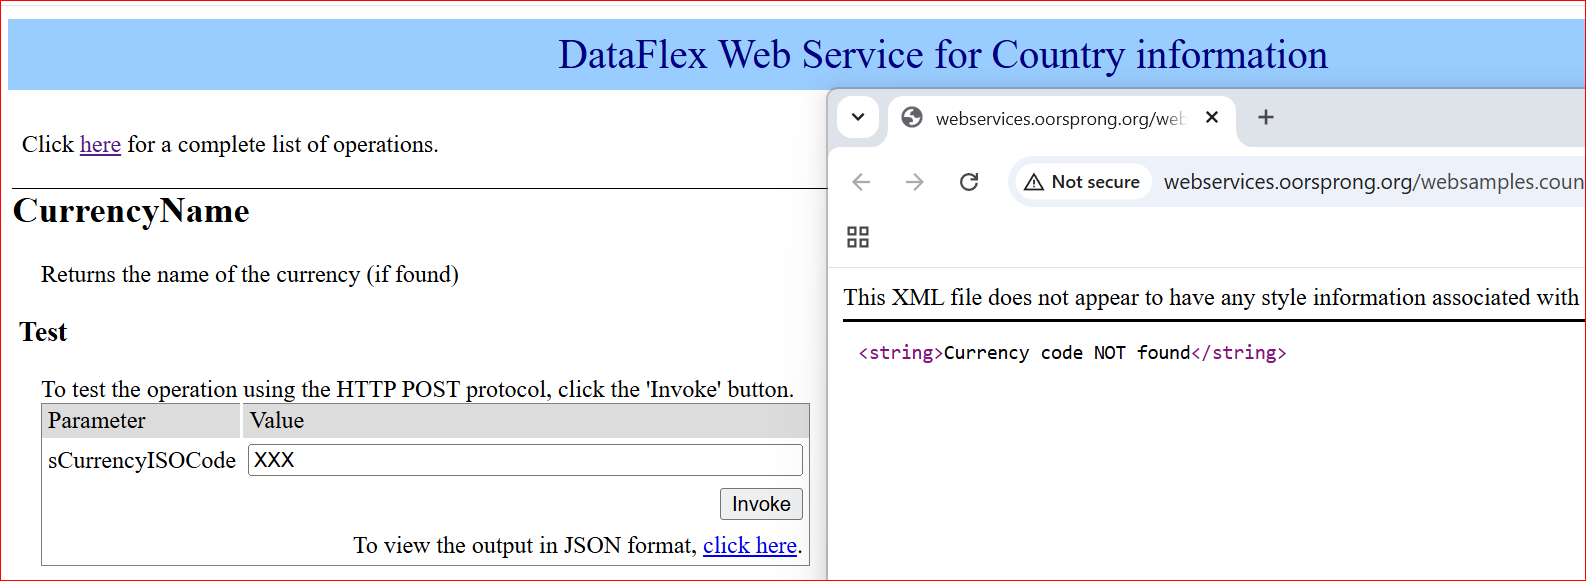 DataFlex Web Service for Country information
Click here for a complete list of operations.
CurrencyName
Returns the name of the currency (if found)
Test
To test the operation using the HTTP POST protocol, click the 'Invoke' button.
Parameter Value
sCurrencyISOCode XXX
Invoke
To view the output in JSON format, click here.
webservices.oorsprong.org/web
Not secure webservices.oorsprong.org/websamples.coun
This XML file does not appear to have any style information associated with
<string>Currency code NOT found</string>